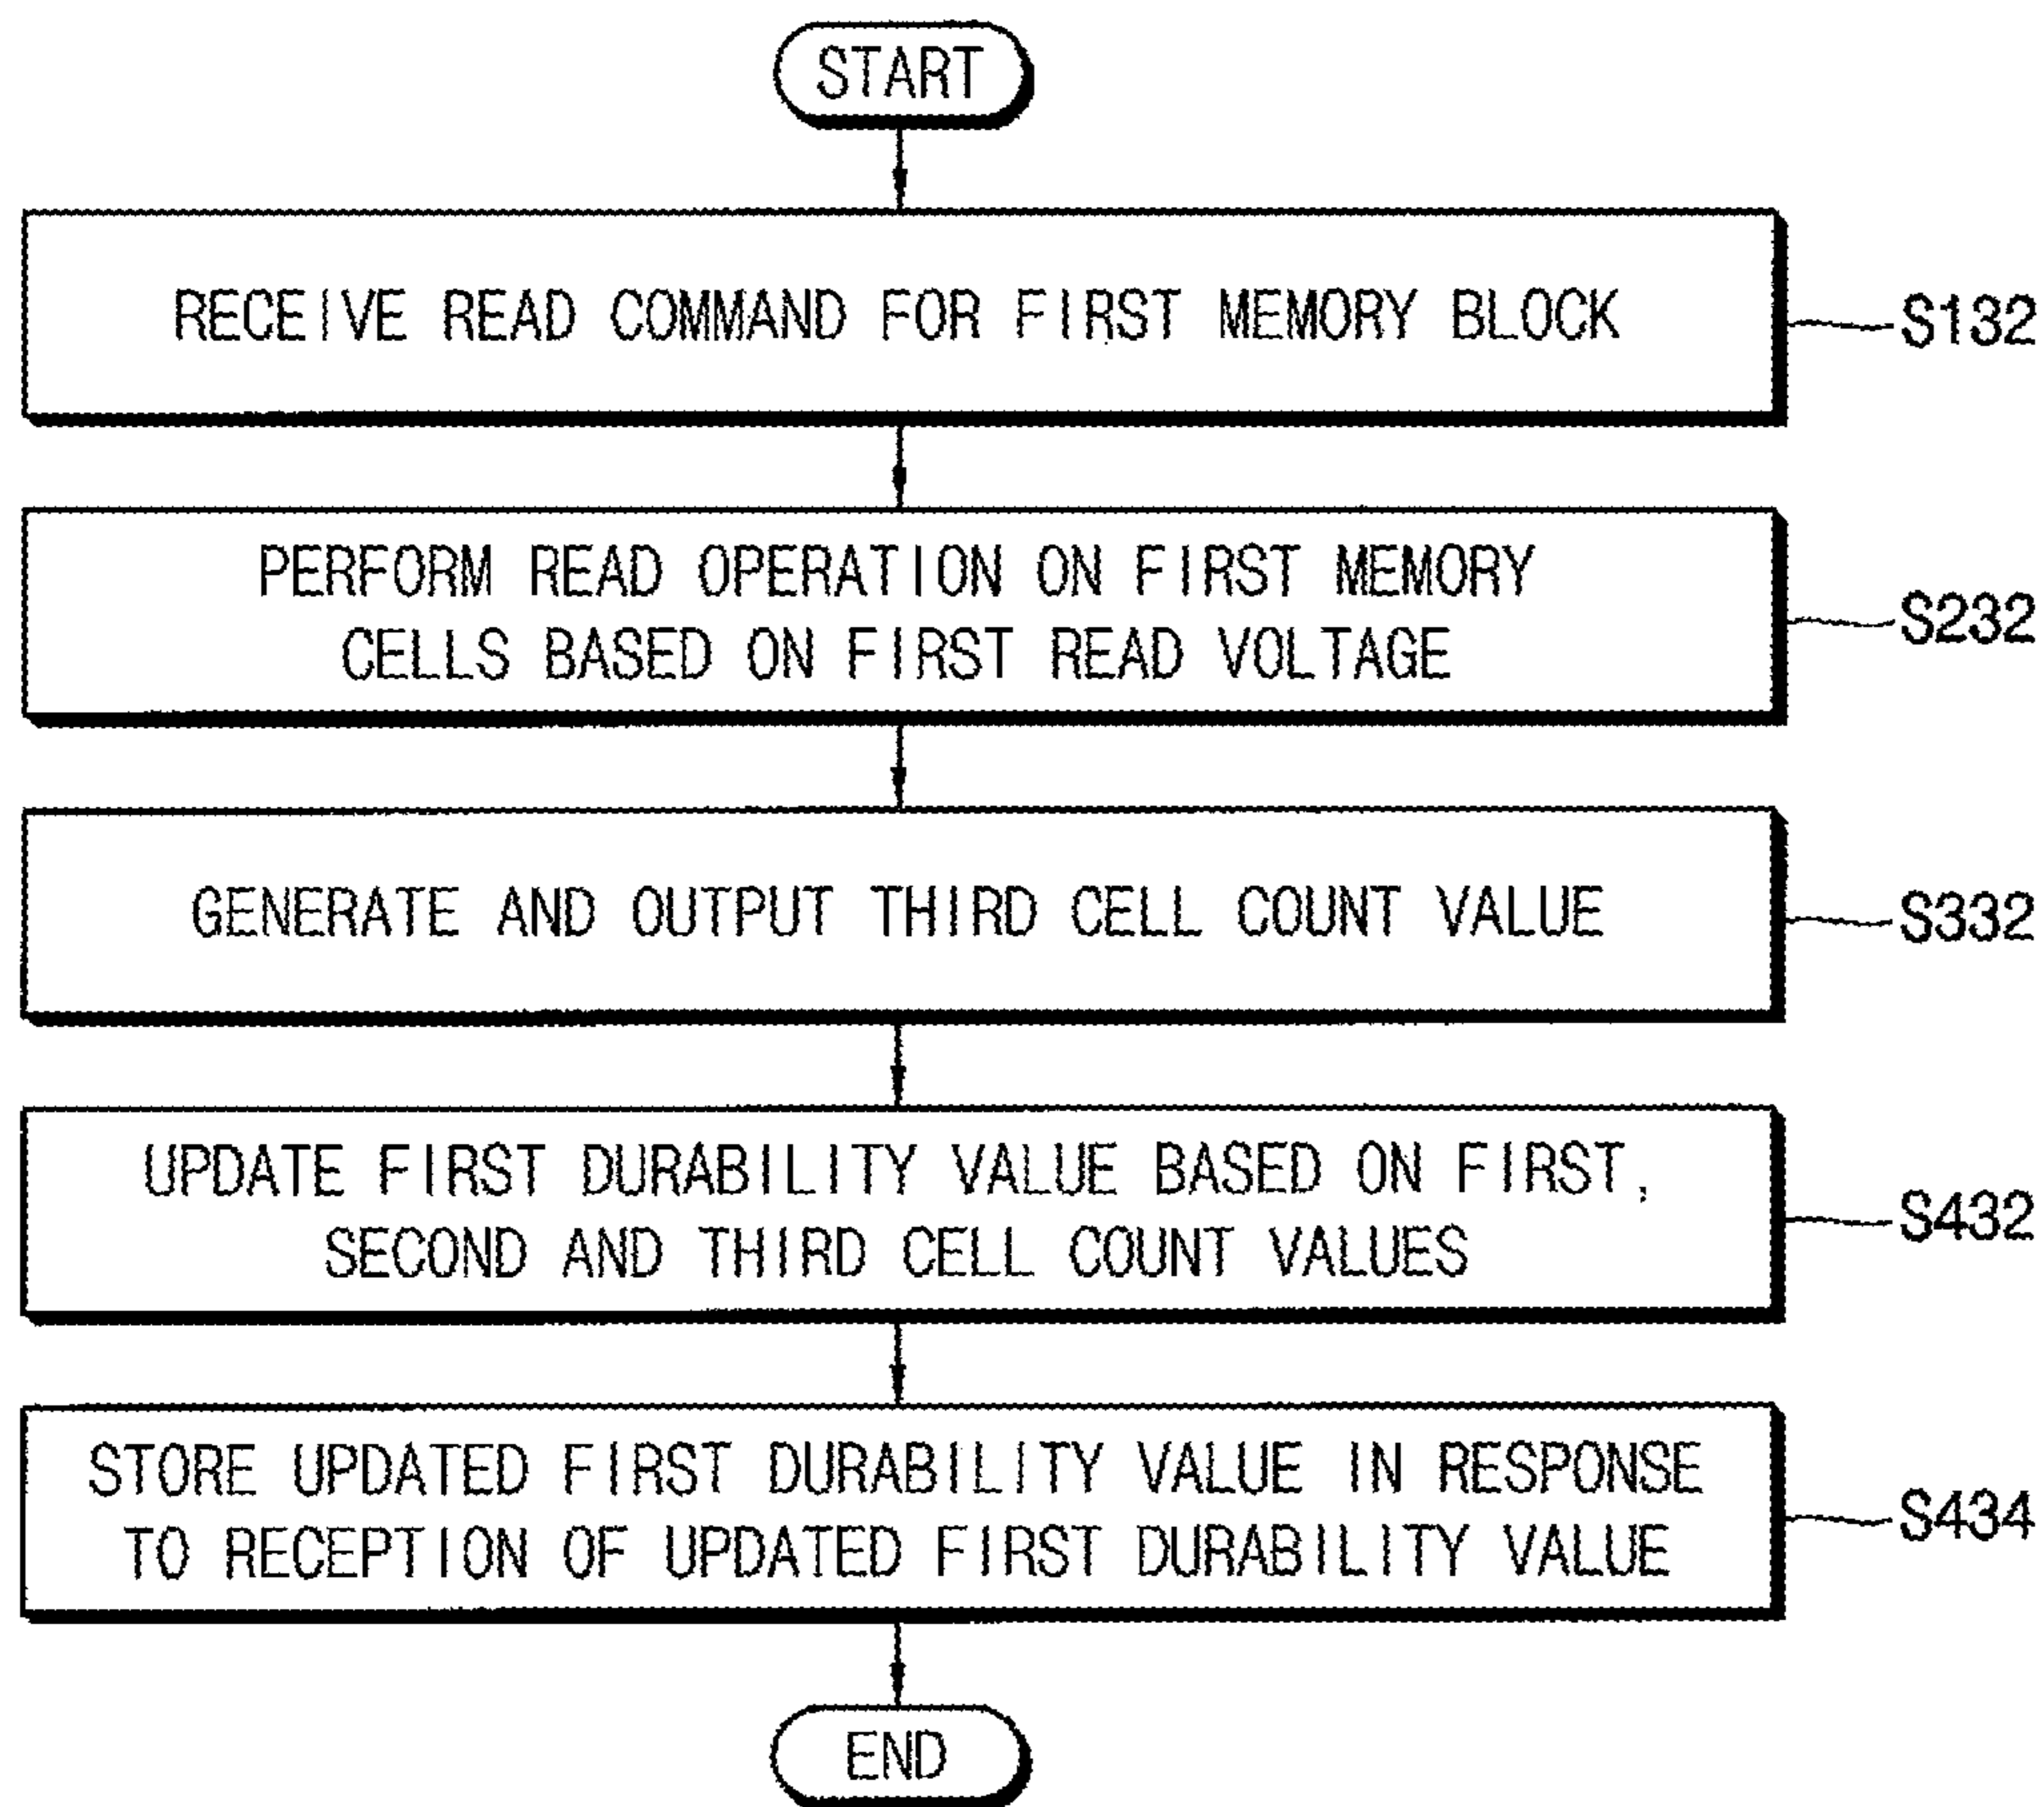 START
RECEIVE READ COMMAND FOR FIRST MEMORY BLOCK
S132
PERFORM READ OPERATION ON FIRST MEMORY
CELLS BASED ON FIRST READ VOLTAGE
S232
GENERATE AND OUTPUT THIRD CELL COUNT VALUE
S332
UPDATE FIRST DURABILITY VALUE BASED ON FIRST,
SECOND AND THIRD CELL COUNT VALUES
S432
STORE UPDATED FIRST DURABILITY VALUE IN RESPONSE
TO RECEPTION OF UPDATED FIRST DURABILITY VALUE
S434
END